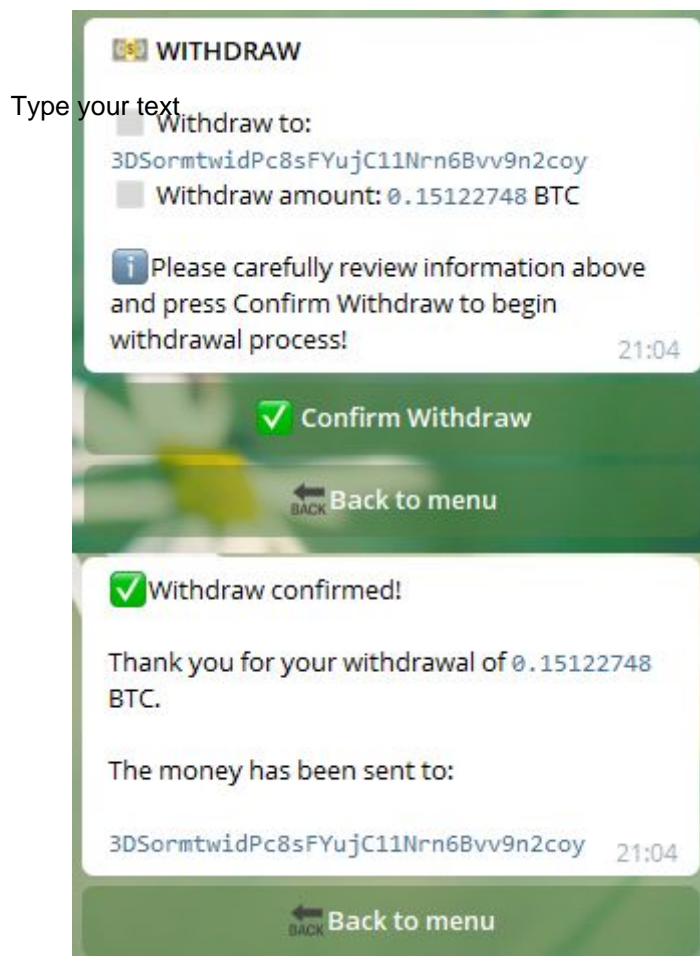 WITHDRAW
Type your text
Withdraw to:
3DSormtwidPc8sFYujC11Nrn6Bvv9n2coy
Withdraw amount: 0.15122748 BTC
Please carefully review information above
and press Confirm Withdraw to begin
withdrawal process!
21:04
✅ Confirm Withdraw
BACK Back to menu
✅Withdraw confirmed!
Thank you for your withdrawal of 0.15122748
BTC.
The money has been sent to:
3DSormtwidPc8sFYujC11Nrn6Bvv9n2coy 21:04
BACK Back to menu